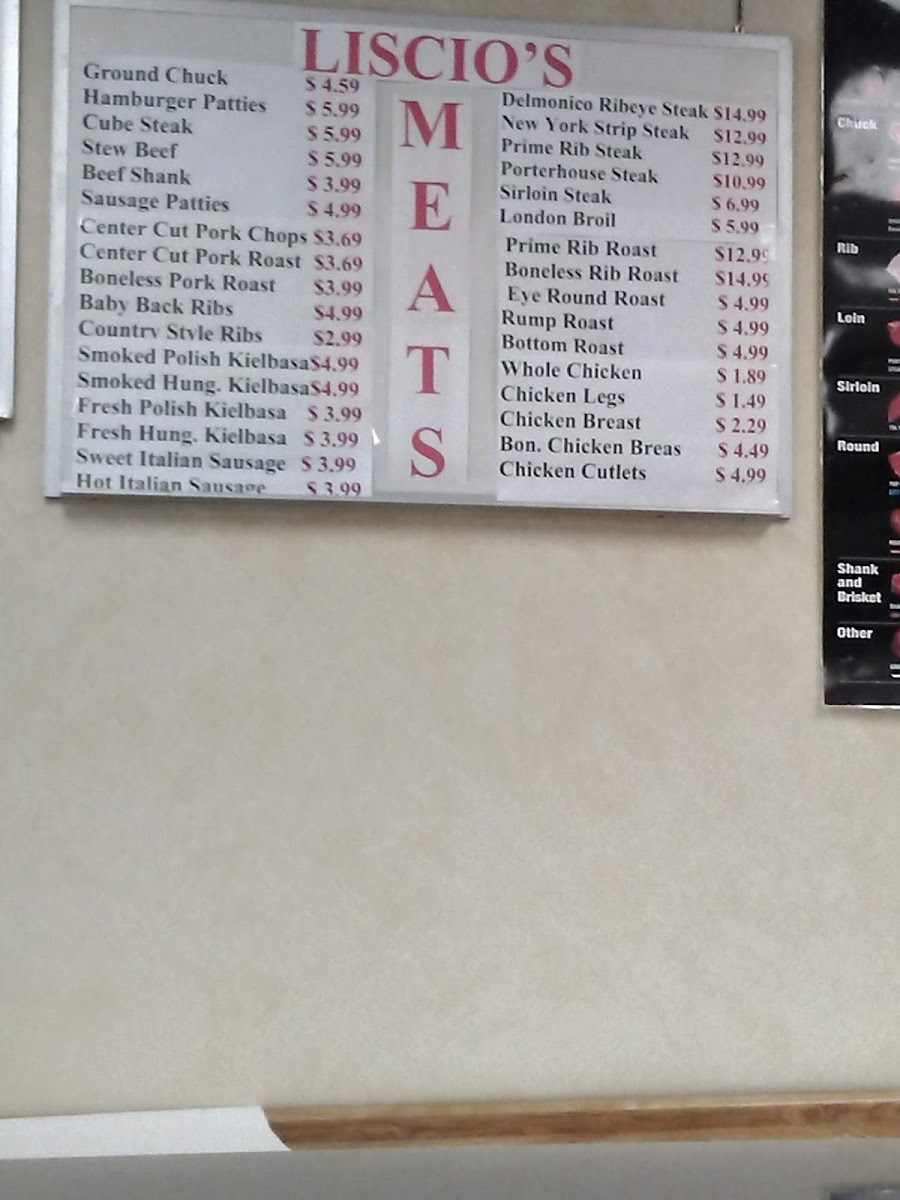 LISCIO'S
Ground Chuck $ 4.59
Hamburger Patties $ 5.99
Cube Steak $ 5.99
Stew Beef $ 5.99
Beef Shank $ 3.99
Sausage Patties $ 4.99
Center Cut Pork Chops $3.69
Center Cut Pork Roast $3.69
Boneless Pork Roast $3.99
Baby Back Ribs $4.99
Country Style Ribs $2.99
Smoked Polish Kielbasa $4.99
Smoked Hung. Kielbasa $4.99
Fresh Polish Kielbasa $ 3.99
Fresh Hung. Kielbasa $ 3.99
Sweet Italian Sausage $ 3.99
Hot Italian Sausage $ 3.99
M
E
A
T
S
Delmonico Ribeye Steak $14.99
New York Strip Steak $12.99
Prime Rib Steak $12.99
Porterhouse Steak $10.99
Sirloin Steak $ 6.99
London Broil $ 5.99
Prime Rib Roast $12.99
Boneless Rib Roast $14.99
Eye Round Roast $ 4.99
Rump Roast $ 4.99
Bottom Roast $ 4.99
Whole Chicken $ 1.89
Chicken Legs $ 1.49
Chicken Breast $ 2.29
Bon. Chicken Breas $ 4.49
Chicken Cutlets $ 4.99
Chuck
Rib
Loin
Sirloin
Round
Shank
and
Brisket
Other